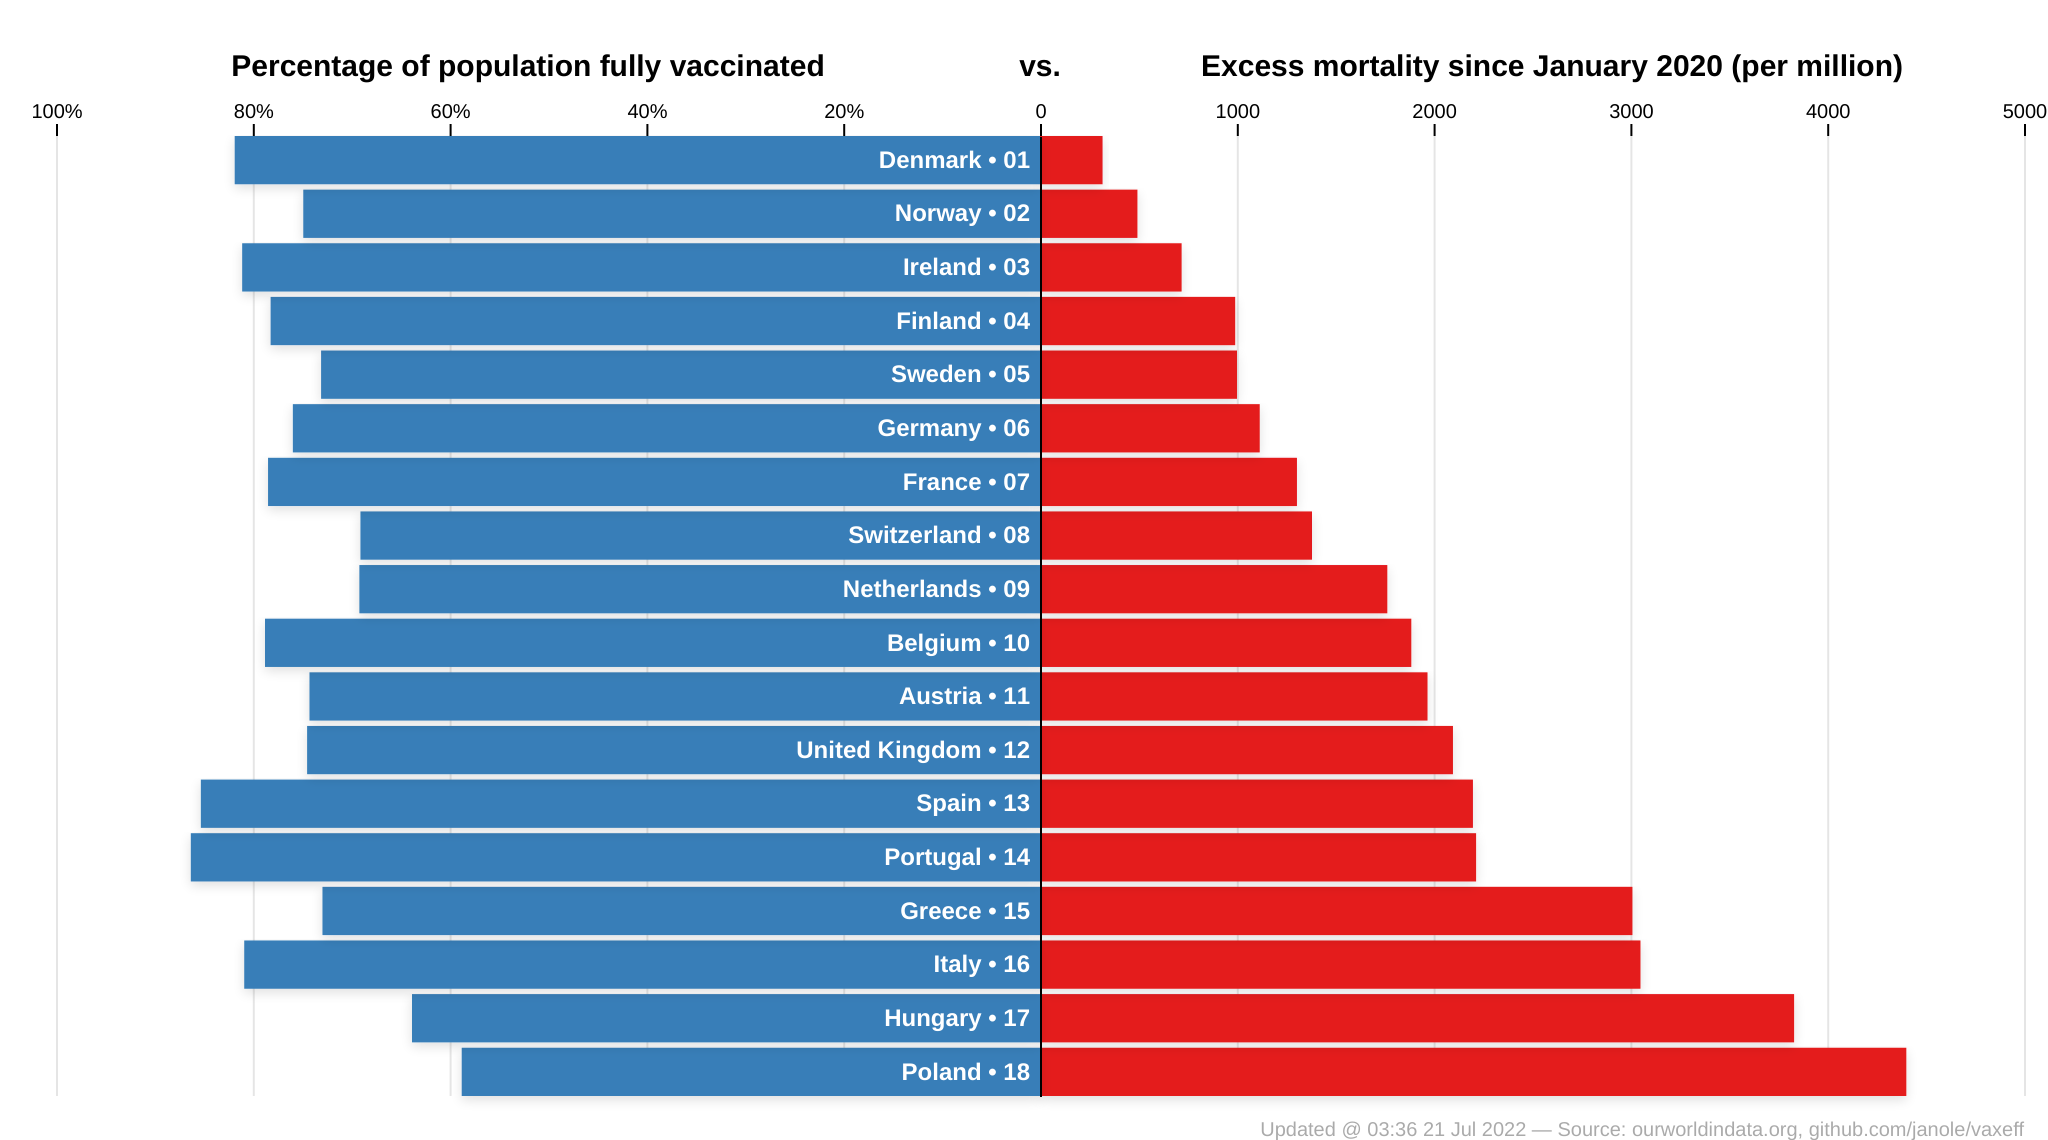 Percentage of population fully vaccinated vs. Excess mortality since January 2020 (per million)
100% 80% 60% 40% 20% 0 1000 2000 3000 4000 5000
Denmark • 01
Norway • 02
Ireland • 03
Finland • 04
Sweden • 05
Germany • 06
France • 07
Switzerland • 08
Netherlands • 09
Belgium • 10
Austria • 11
United Kingdom • 12
Spain • 13
Portugal • 14
Greece • 15
Italy • 16
Hungary • 17
Poland • 18
Updated @ 03:36 21 Jul 2022 — Source: ourworldindata.org, github.com/janole/vaxeff